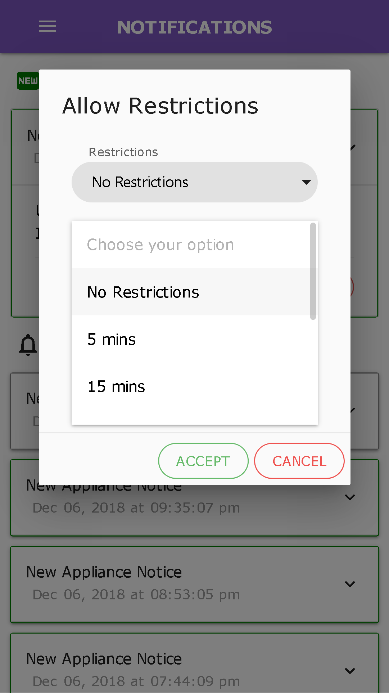 NOTIFICATIONS
NEW
Allow Restrictions
Restrictions
No Restrictions
Choose your option
No Restrictions
5 mins
15 mins
ACCEPT
CANCEL
New Appliance Notice
Dec 06, 2018 at 09:35:07 pm
New Appliance Notice
Dec 06, 2018 at 08:53:05 pm
New Appliance Notice
Dec 06, 2018 at 07:44:09 pm